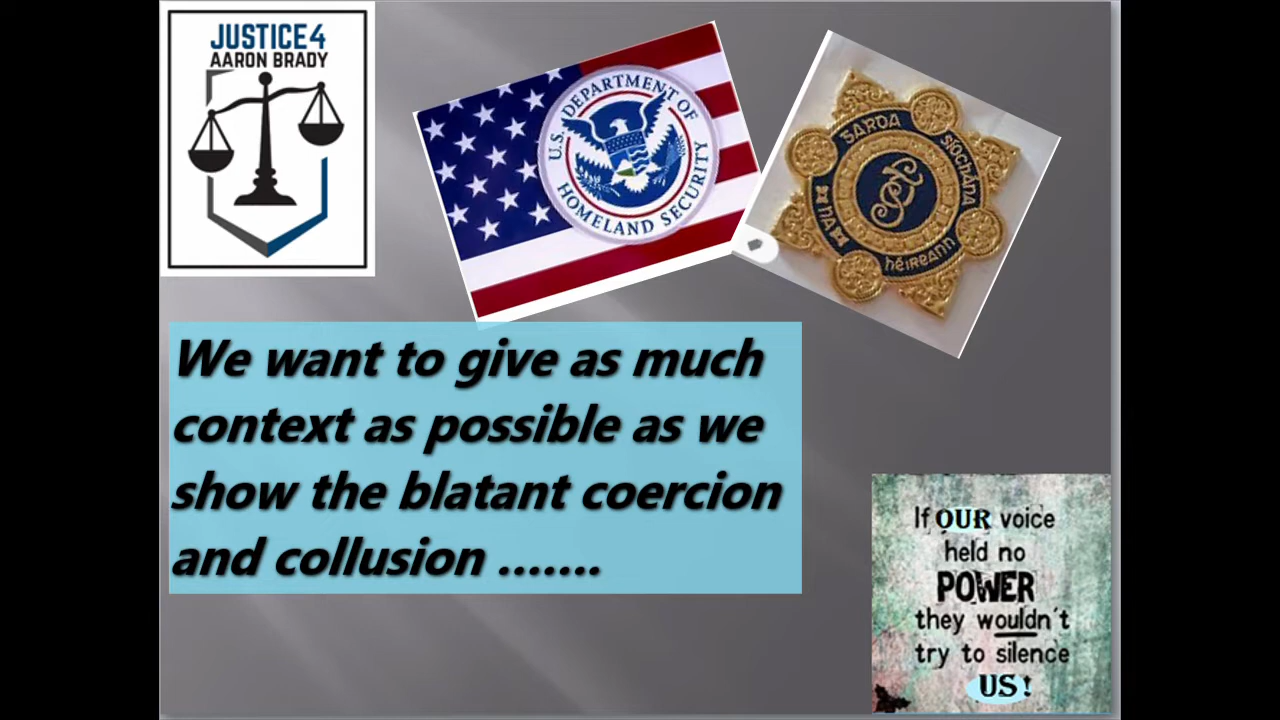 JUSTICE4
AARON BRADY
U.S. DEPARTMENT OF
HOMELAND SECURITY
GARDA
SÍOCHÁNA
NA
hÉIREANN
We want to give as much
context as possible as we
show the blatant coercion
and collusion .......
If OUR voice
held no
POWER
they wouldn't
try to silence
US!